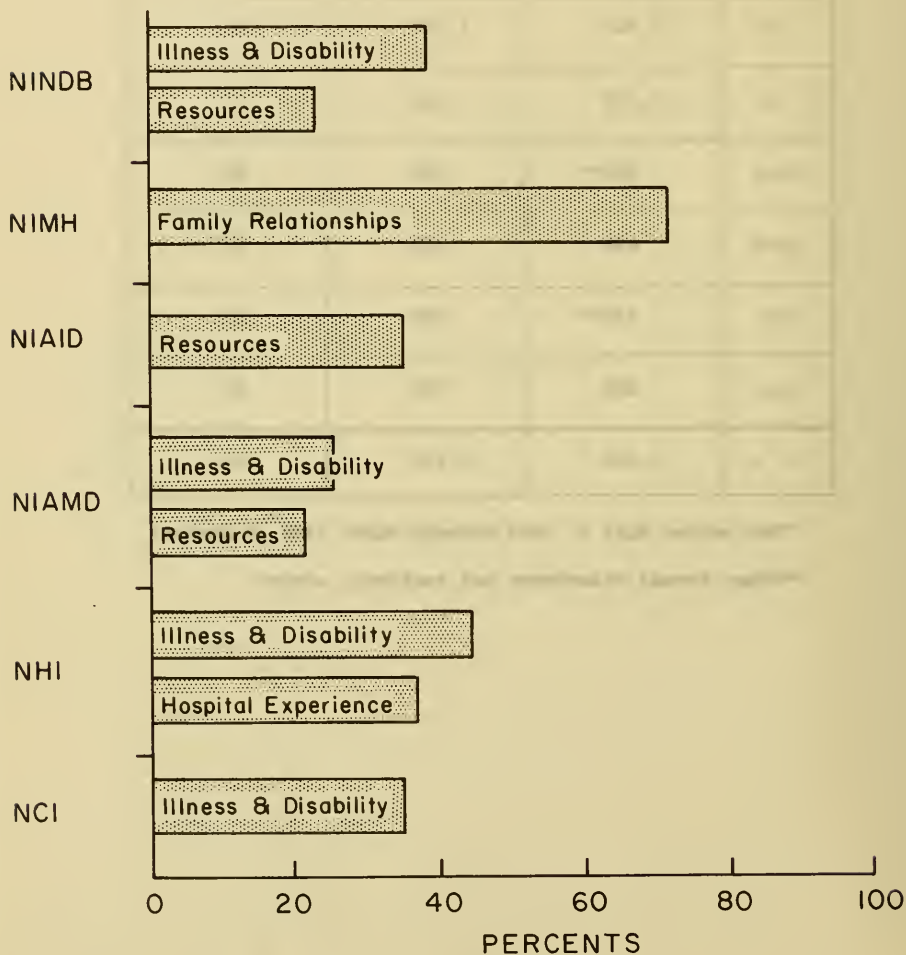 NINDB
Illness & Disability
Resources
NIMH
Family Relationships
NIAID
Resources
NIAMD
Illness & Disability
Resources
NHI
Illness & Disability
Hospital Experience
NCI
Illness & Disability
0 20 40 60 80 100
PERCENTS